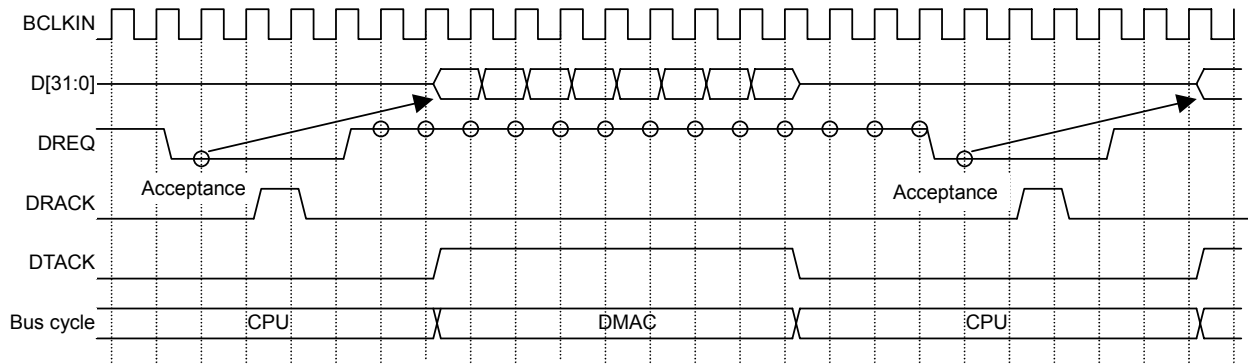 BCLKIN
D[31:0]
DREQ
Acceptance
Acceptance
DRACK
DTACK
Bus cycle
CPU
DMAC
CPU